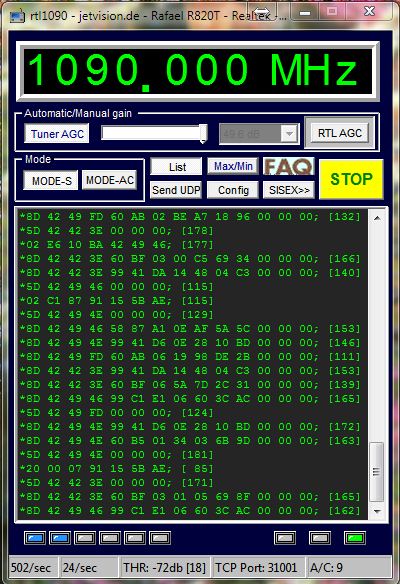 rtl1090 - jetvision.de - Rafael R820T - Realtek -...
1090.000 MHz
Automatic/Manual gain
Tuner AGC 49.6 dB RTL AGC
Mode
MODE-S MODE-AC
List Max/Min FAQ
Send UDP Config SISEX>>
STOP
*8D 42 49 FD 60 AB 02 BE A7 18 96 00 00 00; [132]
*5D 42 42 3E 00 00 00; [178]
*02 E6 10 BA 42 49 46; [177]
*8D 42 42 3E 60 BF 03 00 C5 69 34 00 00 00; [166]
*8D 42 42 3E 99 41 DA 14 48 04 C3 00 00 00; [140]
*5D 42 49 46 00 00 00; [115]
*02 C1 87 91 15 5B AE; [115]
*5D 42 49 4E 00 00 00; [129]
*8D 42 49 46 58 87 A1 0E AF 5A 5C 00 00 00; [153]
*8D 42 49 4E 99 41 D6 0E 28 10 BD 00 00 00; [146]
*8D 42 49 FD 60 AB 06 19 98 DE 2B 00 00 00; [111]
*8D 42 42 3E 99 41 DA 14 48 04 C3 00 00 00; [153]
*8D 42 42 3E 60 BF 06 5A 7D 2C 31 00 00 00; [139]
*8D 42 49 46 99 C1 E1 06 60 3C AC 00 00 00; [165]
*5D 42 49 FD 00 00 00; [124]
*8D 42 49 4E 99 41 D6 0E 28 10 BD 00 00 00; [172]
*8D 42 49 4E 60 B5 01 34 03 6B 9D 00 00 00; [163]
*5D 42 49 4E 00 00 00; [181]
*20 00 07 91 15 5B AE; [ 85]
*5D 42 42 3E 00 00 00; [171]
*8D 42 42 3E 60 BF 03 01 05 69 8F 00 00 00; [165]
*8D 42 49 46 99 C1 E1 06 60 3C AC 00 00 00; [162]
502/sec 24/sec THR: -72db [18] TCP Port: 31001 A/C: 9